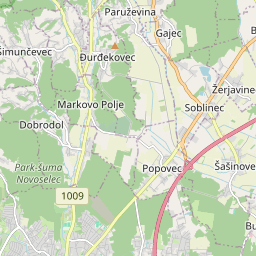 Paruževina
Gajec
Šimunčevec
Đurđekovec
Žerjavine
Markovo Polje
Soblinec
Dobrodol
Popovec
Šašinove
Park-šuma
Novoselec
1009
Bu